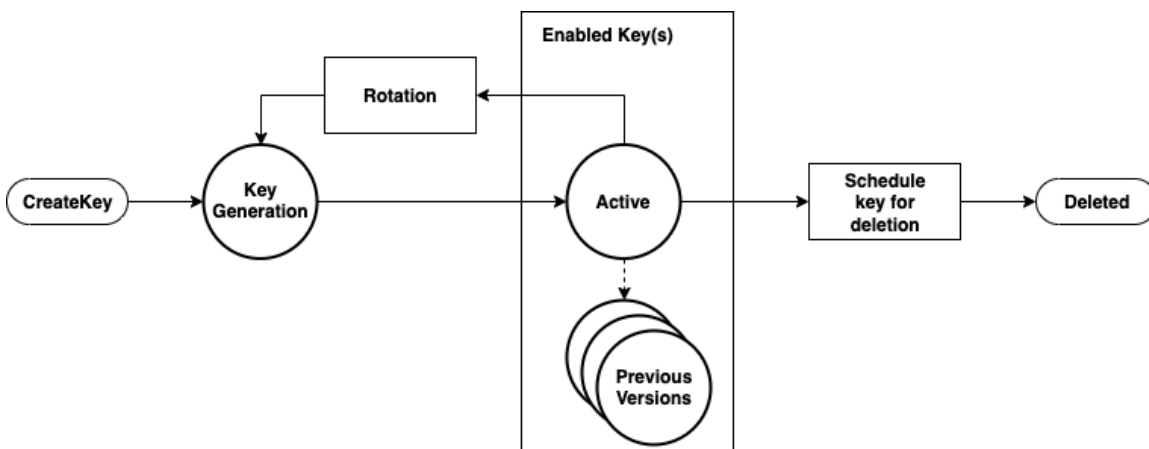 Enabled Key(s)
Rotation
CreateKey
Key
Generation
Active
Schedule
key for
deletion
Deleted
Previous
Versions